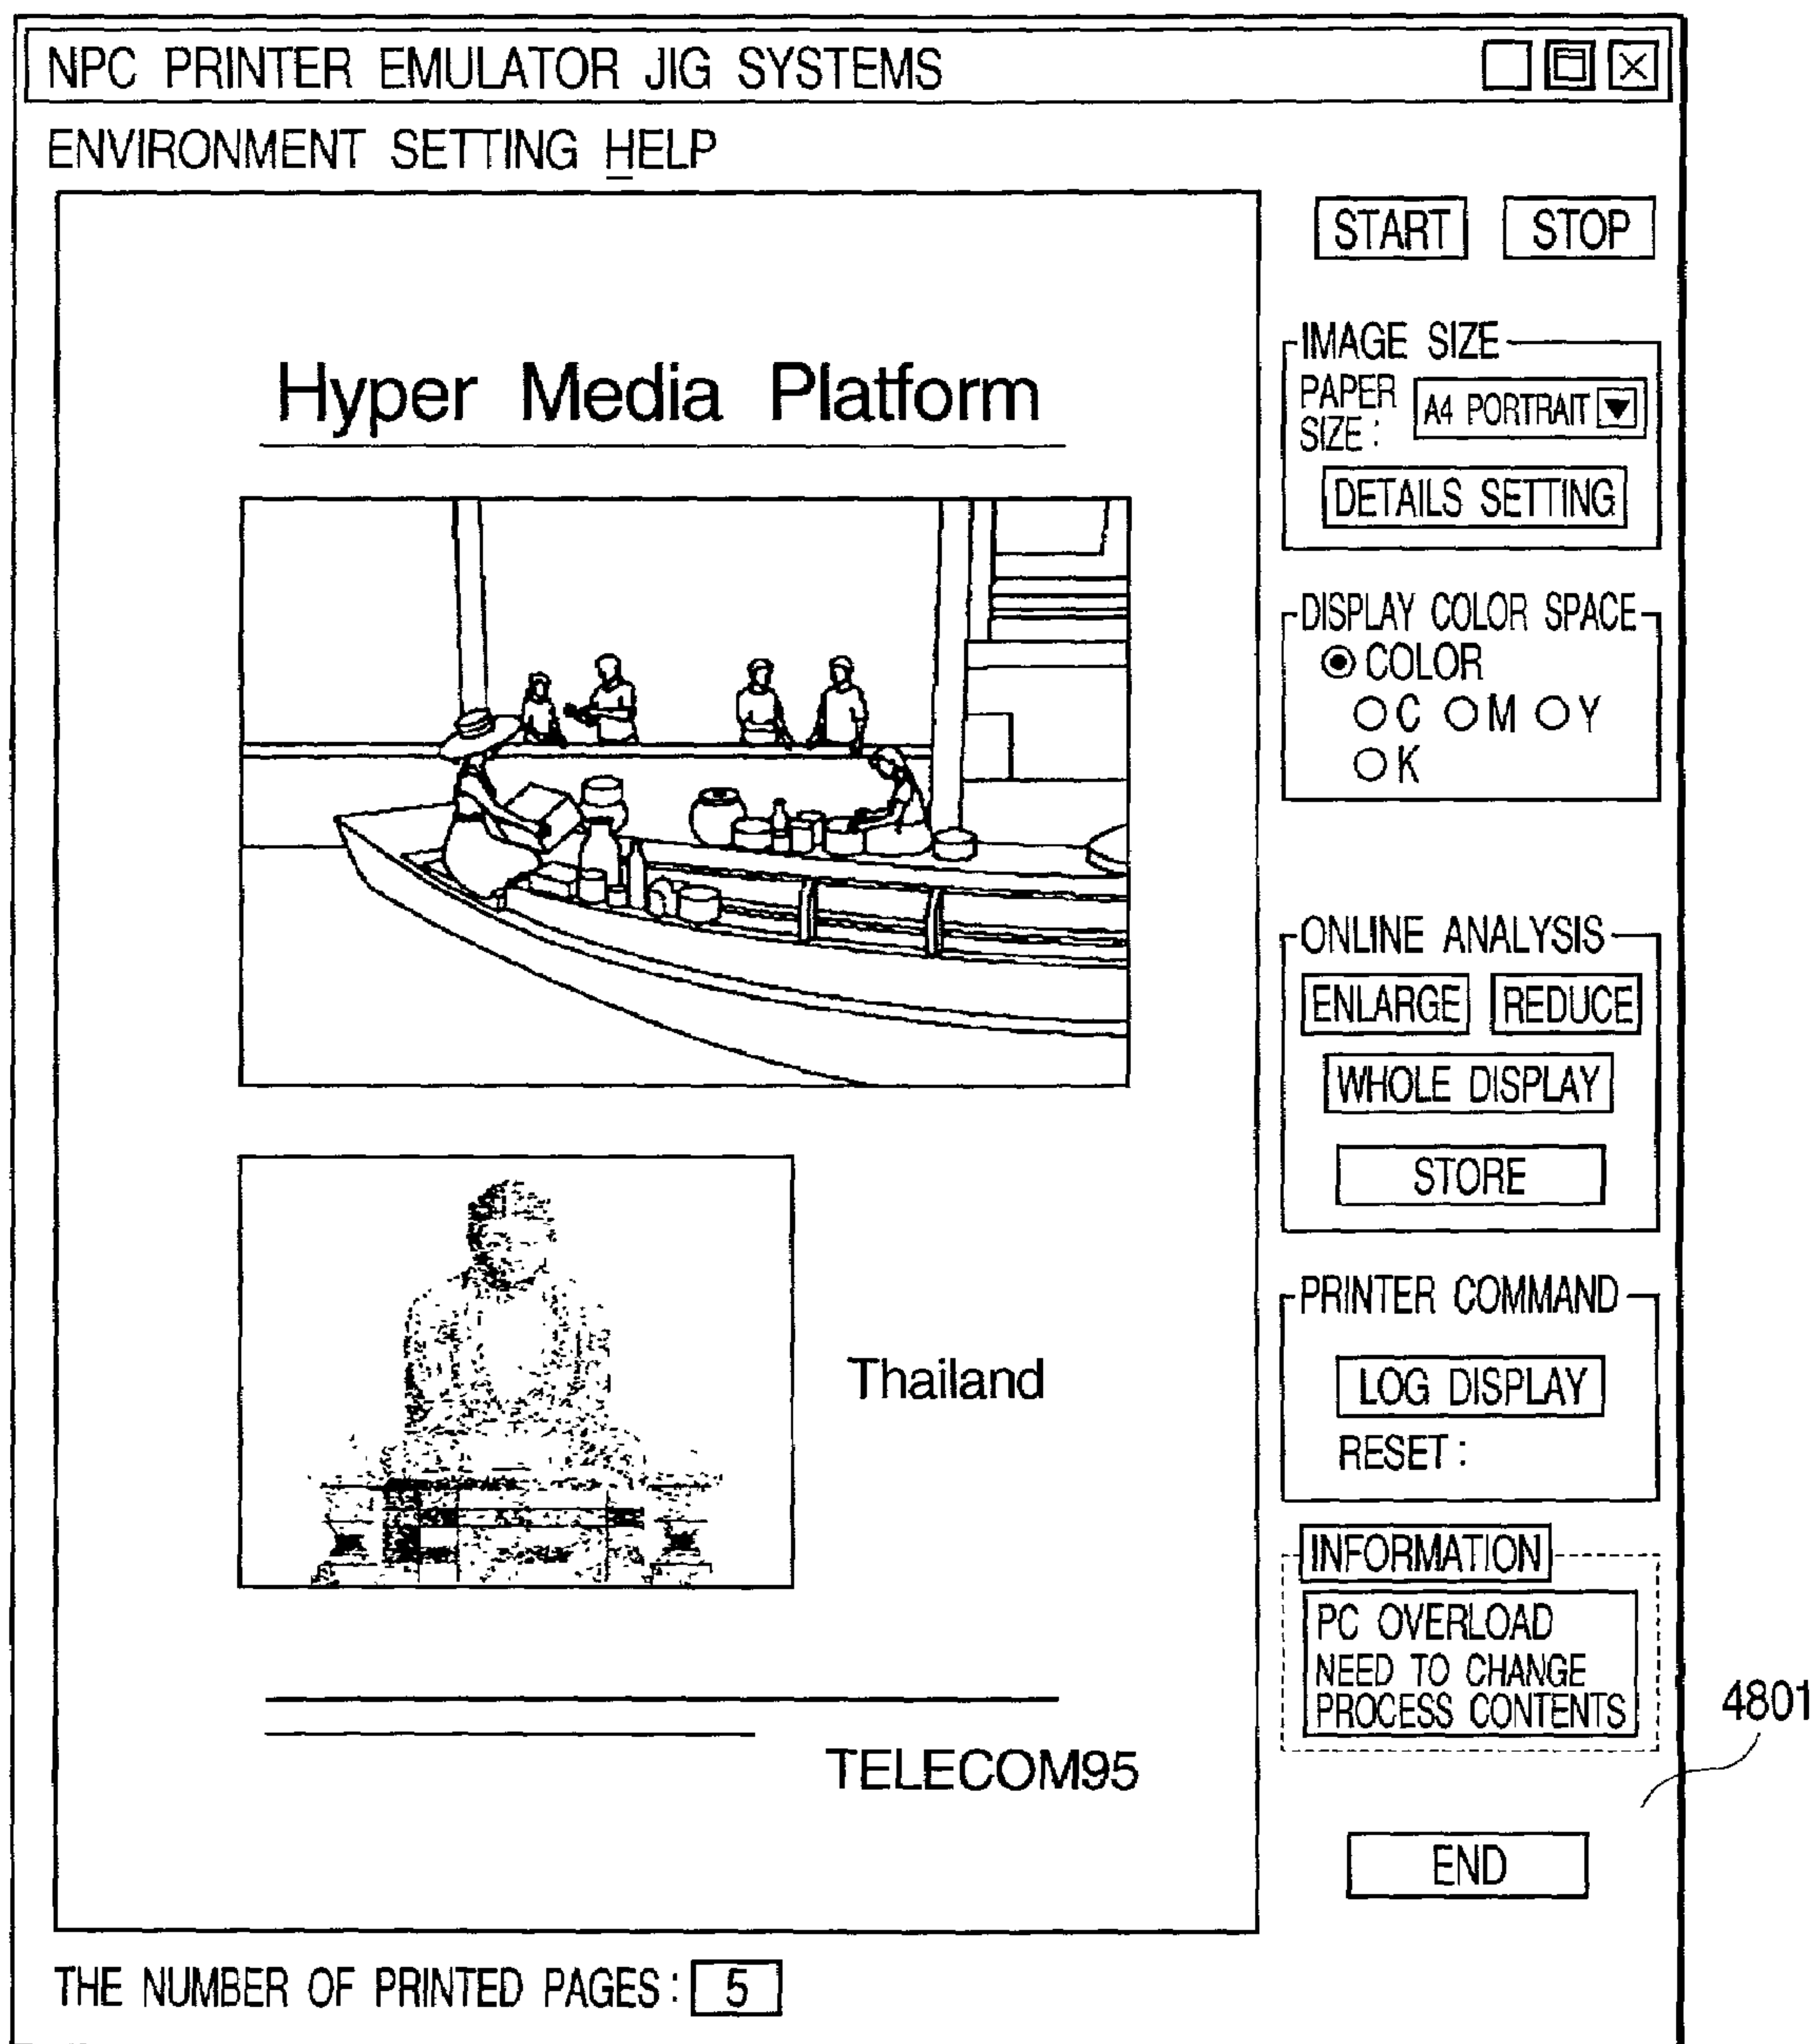 NPC PRINTER EMULATOR JIG SYSTEMS
ENVIRONMENT SETTING HELP
Hyper Media Platform
Thailand
TELECOM95
THE NUMBER OF PRINTED PAGES: 5
START STOP
IMAGE SIZE
PAPER
SIZE:
A4 PORTRAIT
DETAILS SETTING
DISPLAY COLOR SPACE
COLOR
C M Y
K
ONLINE ANALYSIS
ENLARGE REDUCE
WHOLE DISPLAY
STORE
PRINTER COMMAND
LOG DISPLAY
RESET:
INFORMATION
PC OVERLOAD
NEED TO CHANGE
PROCESS CONTENTS
4801
END